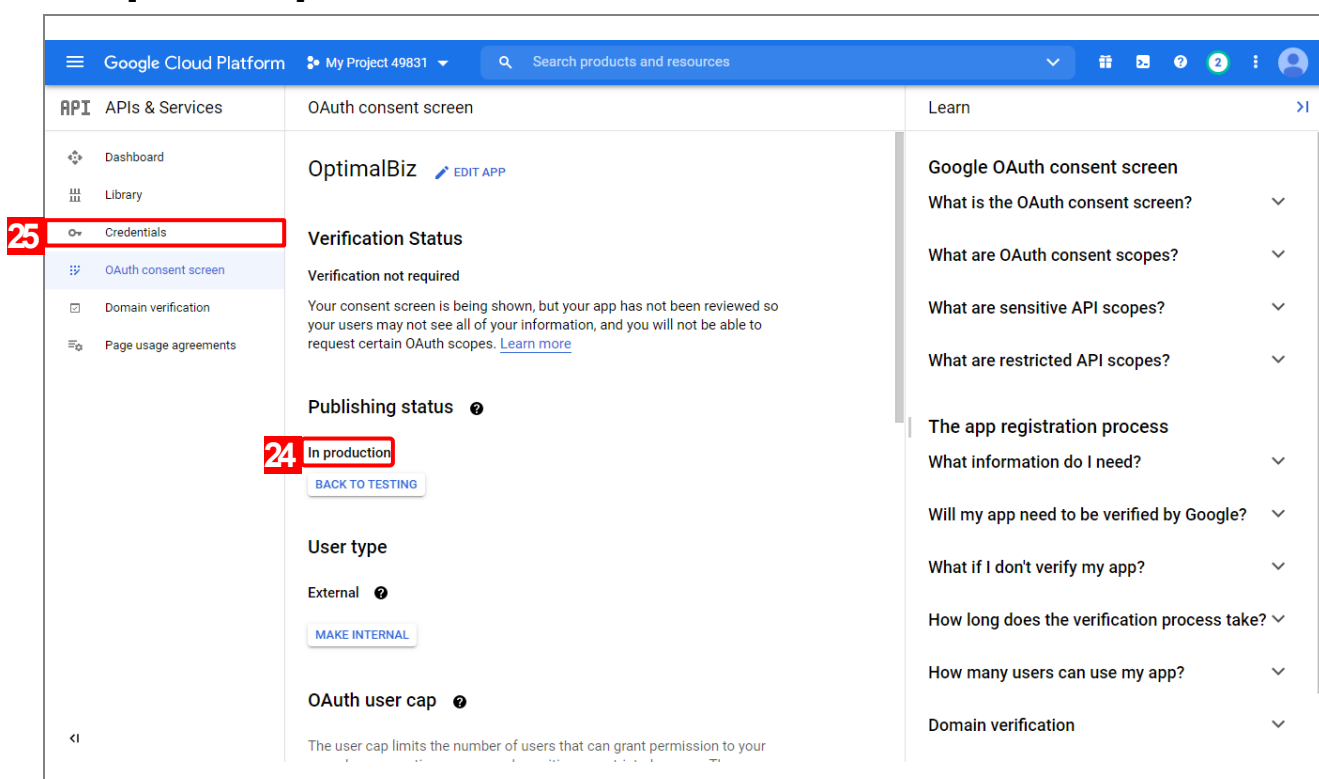 Google Cloud Platform
My Project 49831
Search products and resources
2
API APIs & Services
OAuth consent screen
Learn
Dashboard
Library
25
Credentials
OAuth consent screen
Domain verification
Page usage agreements
OptimalBiz
EDIT APP
Verification Status
Verification not required
Your consent screen is being shown, but your app has not been reviewed so
your users may not see all of your information, and you will not be able to
request certain OAuth scopes. Learn more
Publishing status
24
In production
BACK TO TESTING
User type
External
MAKE INTERNAL
OAuth user cap
The user cap limits the number of users that can grant permission to your
Google OAuth consent screen
What is the OAuth consent screen?
What are OAuth consent scopes?
What are sensitive API scopes?
What are restricted API scopes?
The app registration process
What information do I need?
Will my app need to be verified by Google?
What if I don't verify my app?
How long does the verification process take?
How many users can use my app?
Domain verification